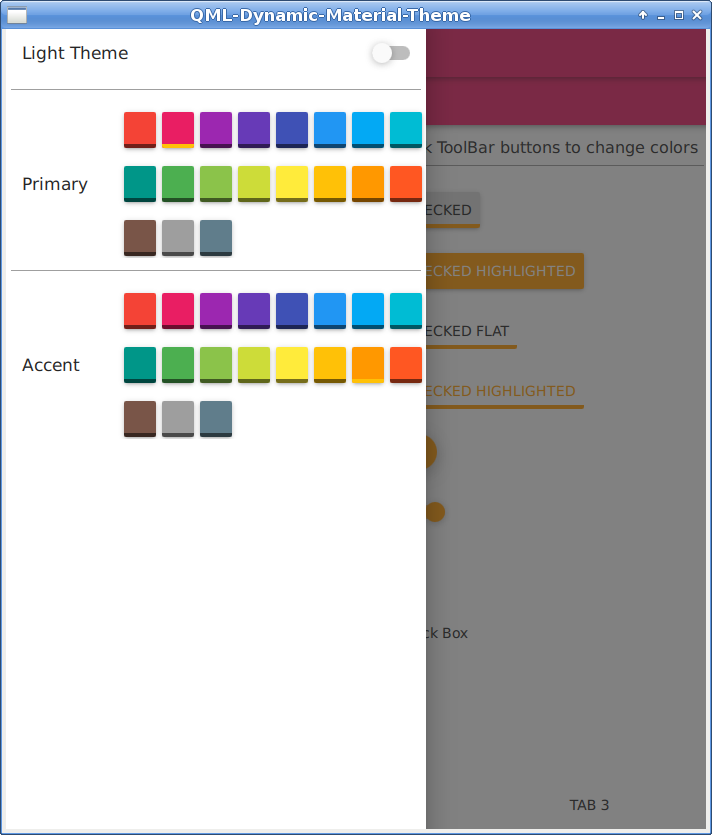 QML-Dynamic-Material-Theme
Light Theme
k ToolBar buttons to change colors
Primary
ECKED
ECKED HIGHLIGHTED
ECKED FLAT
Accent
ECKED HIGHLIGHTED
ck Box
TAB 3